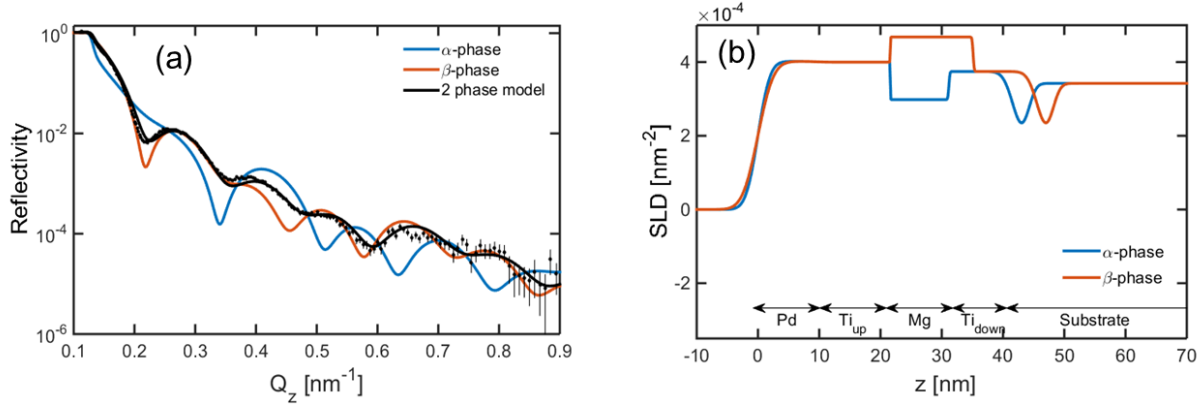 (a)
α-phase
β-phase
2 phase model
10⁰
10⁻²
10⁻⁴
10⁻⁶
Reflectivity
0.1 0.2 0.3 0.4 0.5 0.6 0.7 0.8 0.9
Q_z [nm⁻¹]
×10⁻⁴
(b)
4
2
0
-2
SLD [nm⁻²]
α-phase
β-phase
Pd Ti_up Mg Ti_down Substrate
-10 0 10 20 30 40 50 60 70
z [nm]